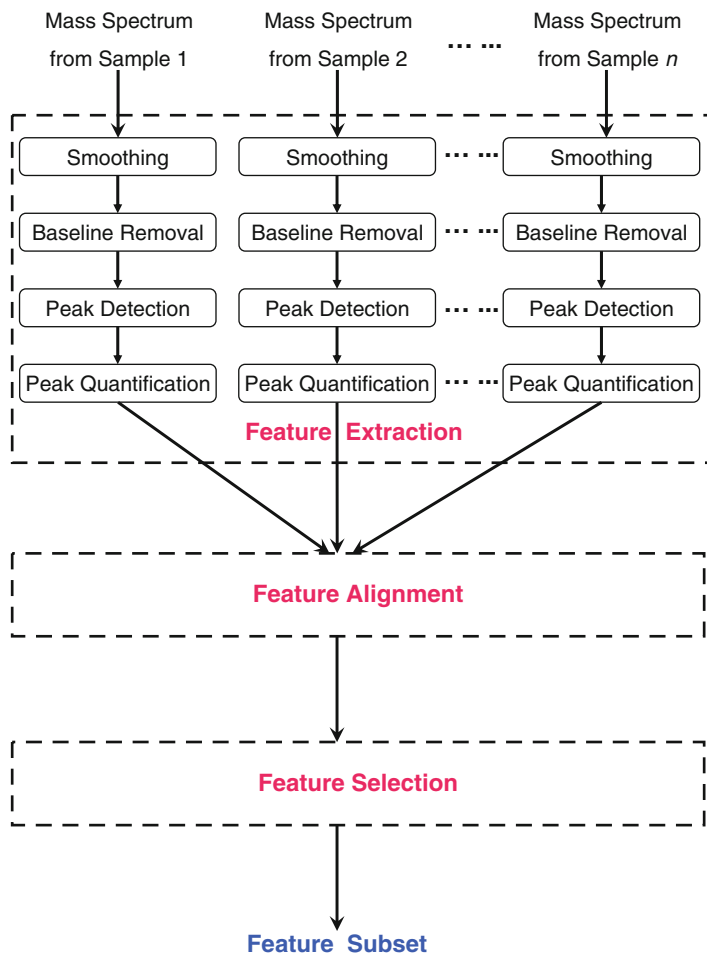 Mass Spectrum Mass Spectrum Mass Spectrum
... ...
from Sample 1 from Sample 2 from Sample n
Smoothing Smoothing ... ... Smoothing
Baseline Removal Baseline Removal ... ... Baseline Removal
Peak Detection Peak Detection ... ... Peak Detection
Peak Quantification Peak Quantification ... ... Peak Quantification
Feature Extraction
Feature Alignment
Feature Selection
Feature Subset